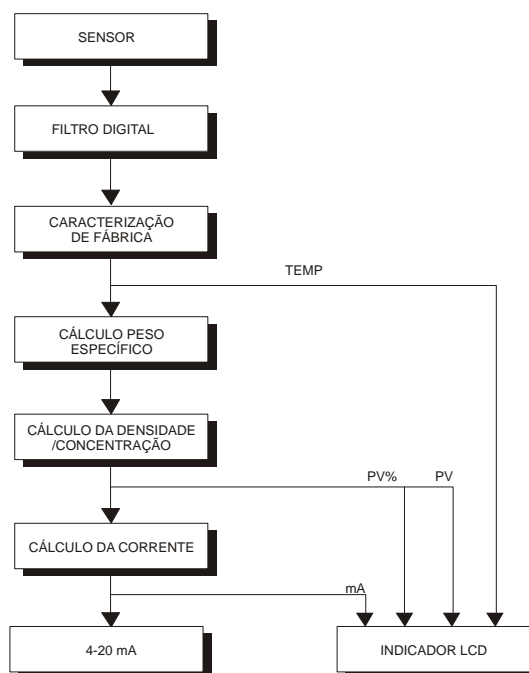 SENSOR
FILTRO DIGITAL
CARACTERIZAÇÃO
DE FÁBRICA
TEMP
CÁLCULO PESO
ESPECÍFICO
CÁLCULO DA DENSIDADE
/CONCENTRAÇÃO
PV% PV
CÁLCULO DA CORRENTE
mA
4-20 mA
INDICADOR LCD